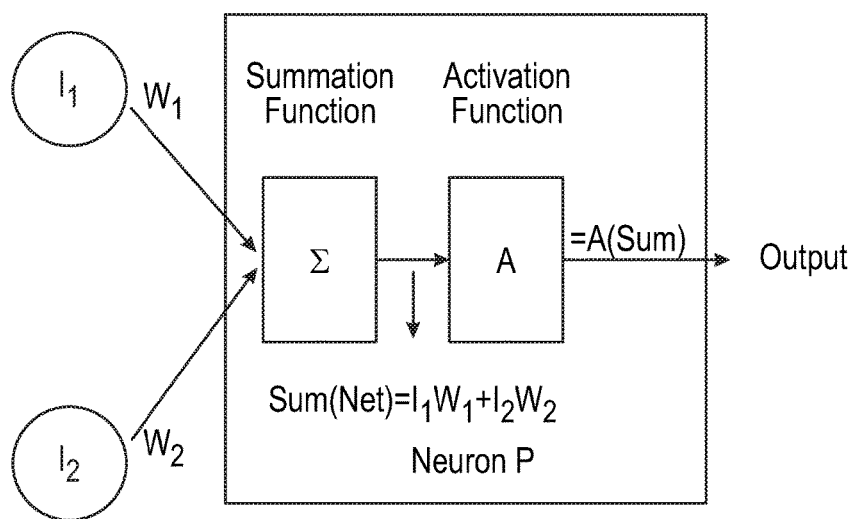 I₁
W₁
Summation
Function
Activation
Function
Σ
A
=A(Sum)
Output
Sum(Net)=I₁W₁+I₂W₂
I₂
W₂
Neuron P